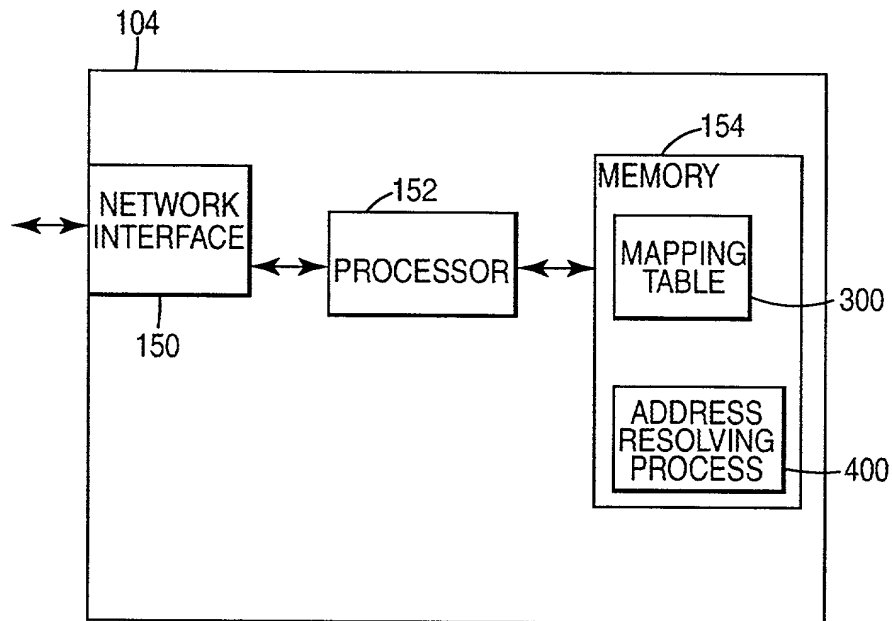 104
154
MEMORY
152
NETWORK
INTERFACE
PROCESSOR
MAPPING
TABLE
300
150
ADDRESS
RESOLVING
PROCESS
400